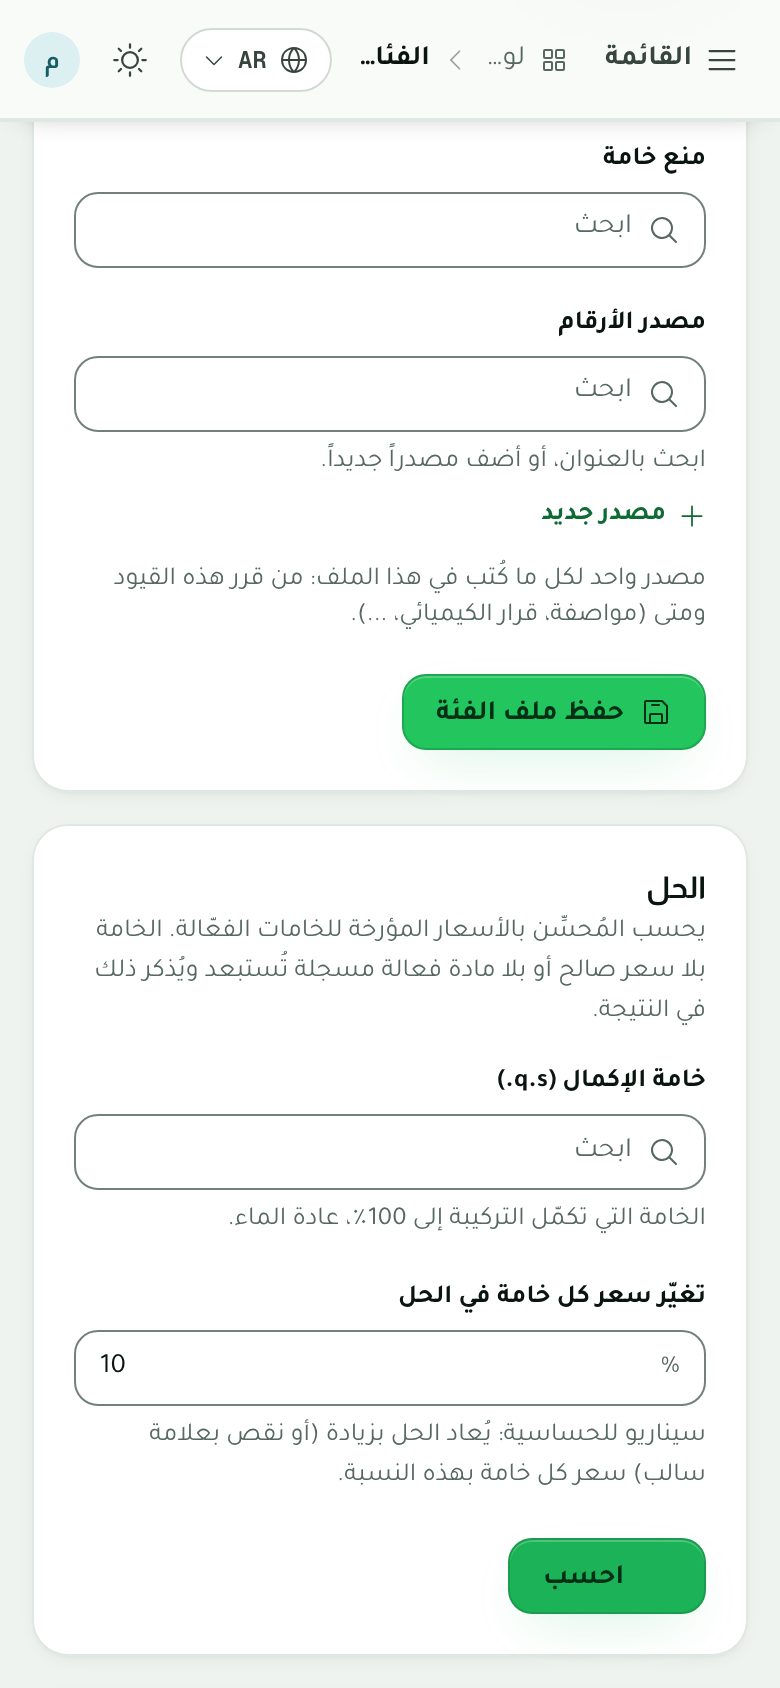 القائمة
لو...
الفئا...
AR
م
منع خامة
ابحث
مصدر الأرقام
ابحث
ابحث بالعنوان، أو أضف مصدراً جديداً.
مصدر جديد
مصدر واحد لكل ما كُتب في هذا الملف: من قرر هذه القيود
ومتى (مواصفة، قرار الكيميائي، ...).
حفظ ملف الفئة
الحل
يحسب المُحسِّن بالأسعار المؤرخة للخامات الفعّالة. الخامة
بلا سعر صالح أو بلا مادة فعالة مسجلة تُستبعد ويُذكر ذلك
في النتيجة.
خامة الإكمال (q.s.)
ابحث
الخامة التي تكمّل التركيبة إلى 100٪، عادة الماء.
تغيّر سعر كل خامة في الحل
% 10
سيناريو للحساسية: يُعاد الحل بزيادة (أو نقص بعلامة
سالب) سعر كل خامة بهذه النسبة.
احسب